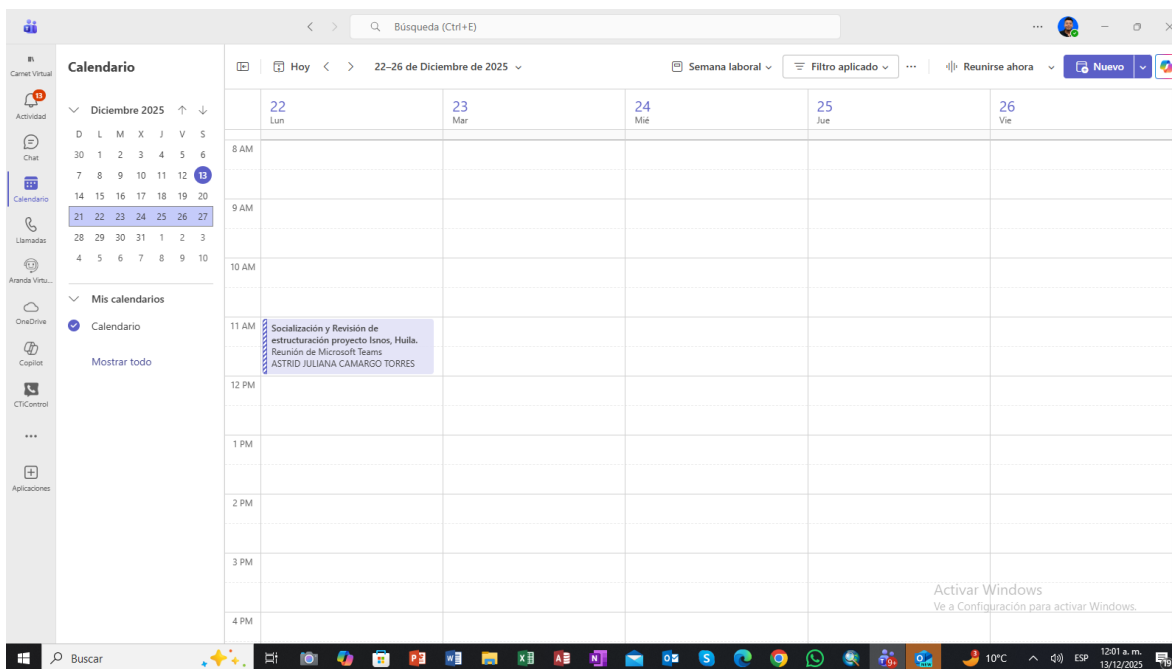 Búsqueda (Ctrl+E)
Carnet Virtual
Actividad
13
Chat
Calendario
Llamadas
Aranda Virtu...
OneDrive
Copilot
CTiControl
Aplicaciones
Calendario
Diciembre 2025
D L M X J V S
30 1 2 3 4 5 6
7 8 9 10 11 12 13
14 15 16 17 18 19 20
21 22 23 24 25 26 27
28 29 30 31 1 2 3
4 5 6 7 8 9 10
Mis calendarios
Calendario
Mostrar todo
Hoy
22–26 de Diciembre de 2025
Semana laboral
Filtro aplicado
...
Reunirse ahora
Nuevo
22 23 24 25 26
Lun Mar Mié Jue Vie
8 AM
9 AM
10 AM
11 AM
Socialización y Revisión de
estructuración proyecto Isnos, Huila.
Reunión de Microsoft Teams
ASTRID JULIANA CAMARGO TORRES
12 PM
1 PM
2 PM
3 PM
4 PM
Activar Windows
Ve a Configuración para activar Windows.
Buscar
9+
10°C
ESP
12:01 a. m.
13/12/2025